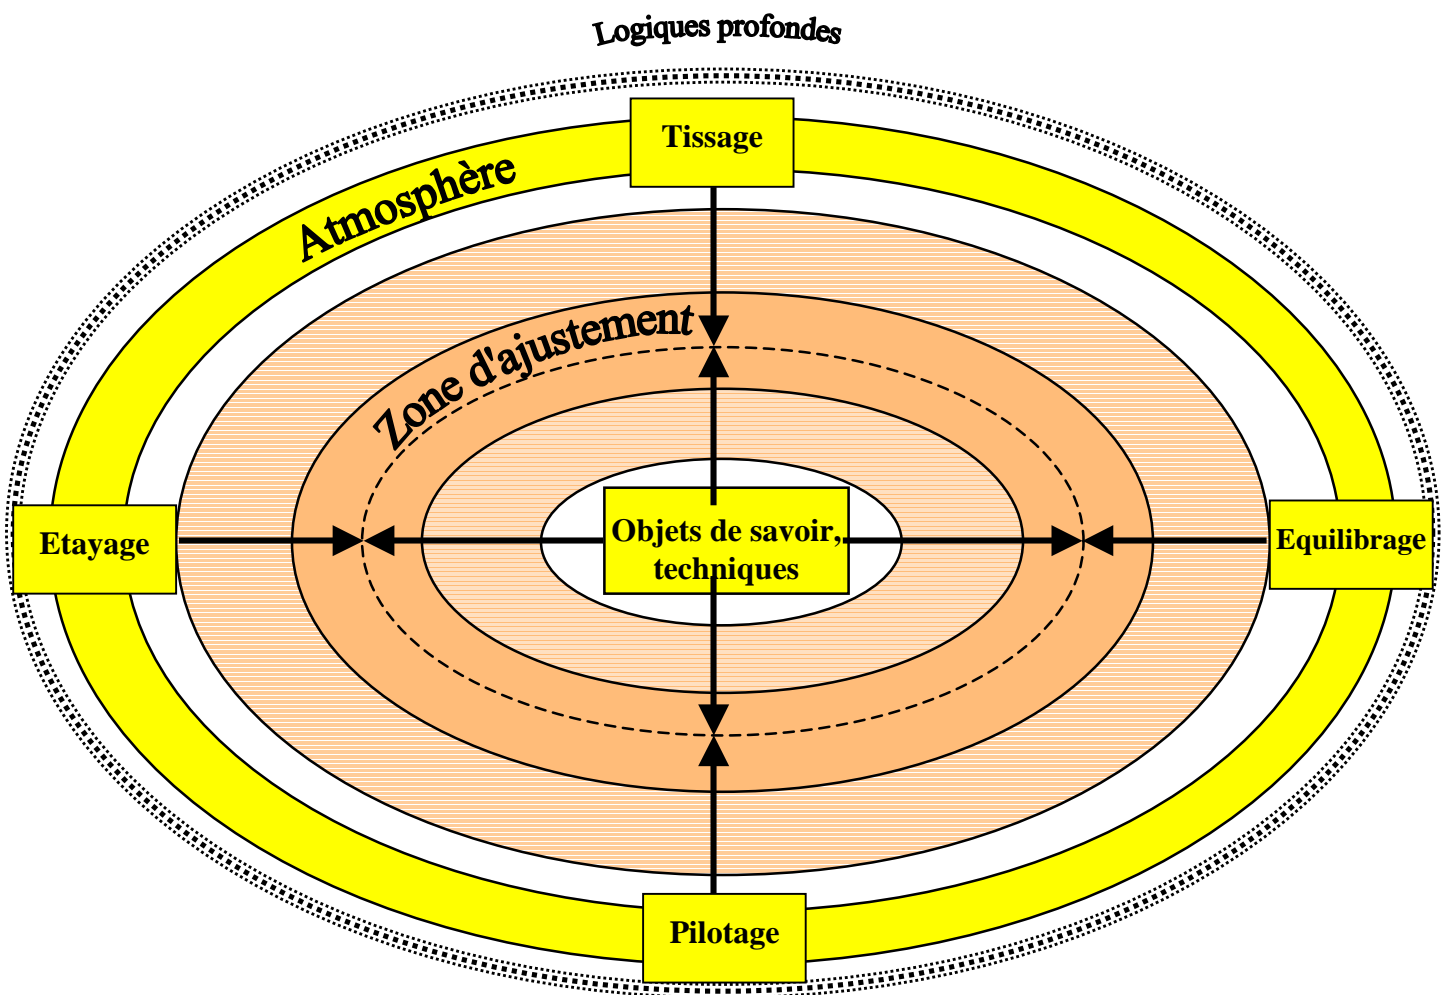 Logiques profondes
Tissage
Atmosphère
Zone d'ajustement
Etayage
Objets de savoir,
techniques
Equilibrage
Pilotage